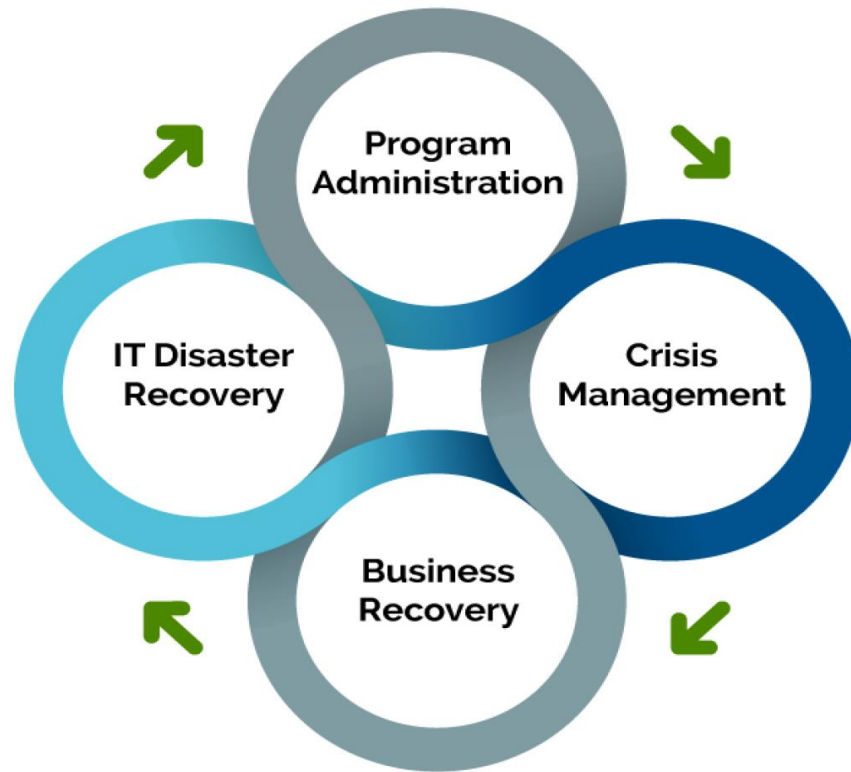 Program
Administration
IT Disaster
Recovery
Crisis
Management
Business
Recovery